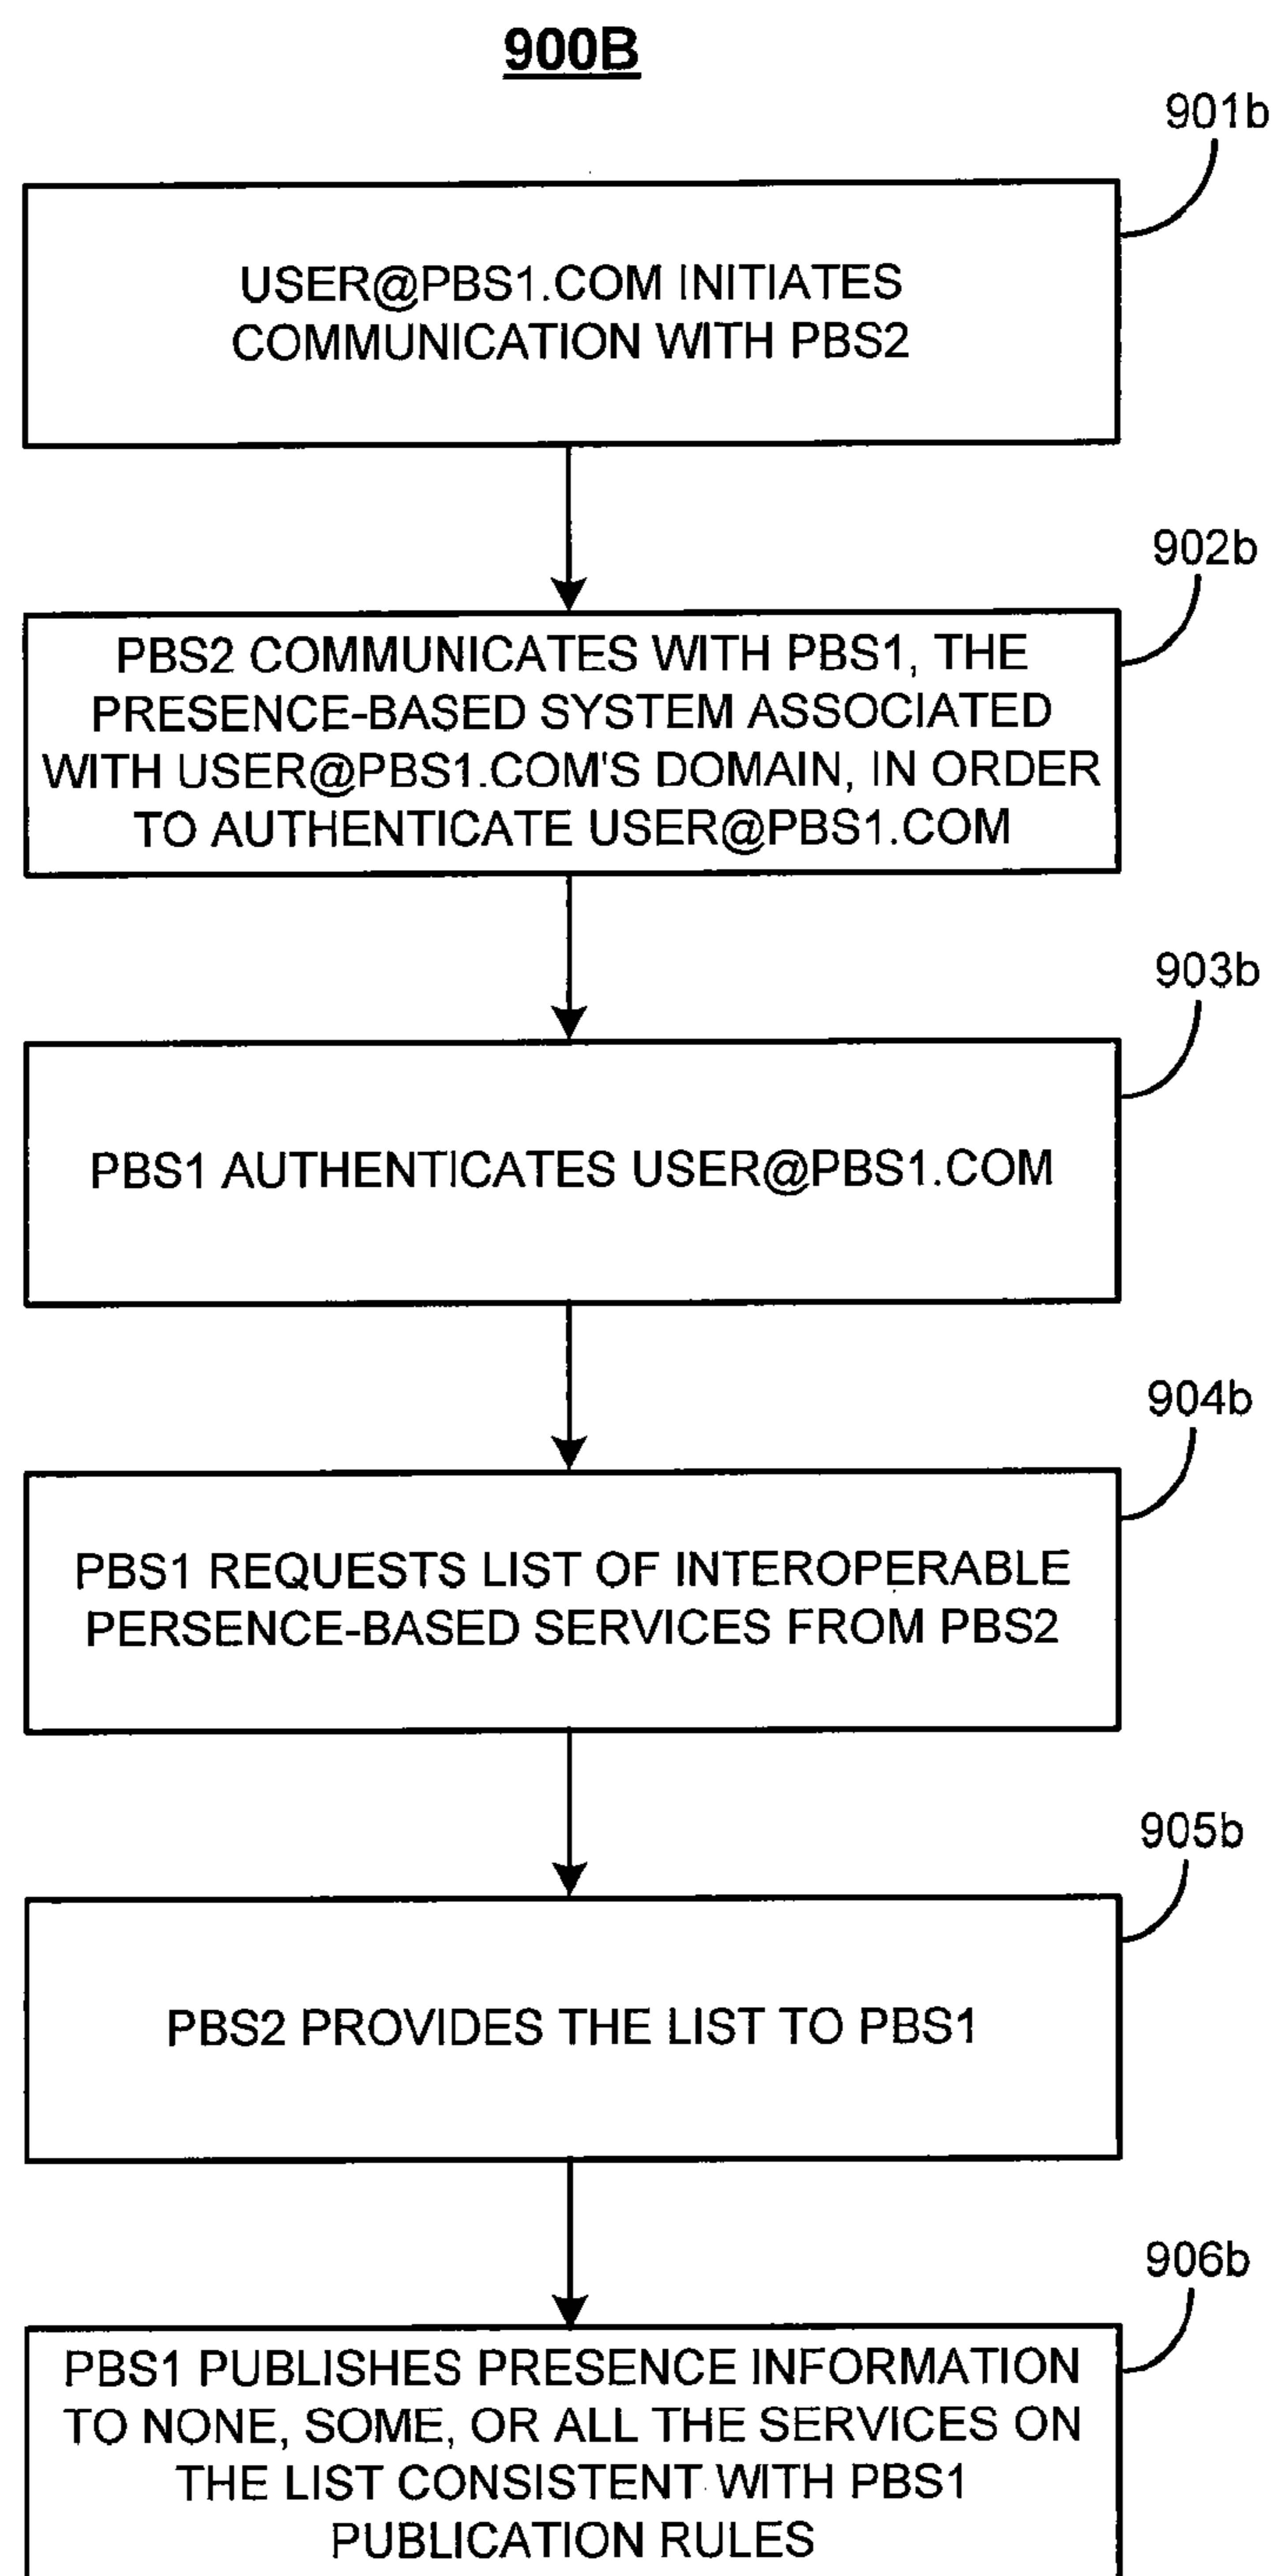 900B
901b
USER@PBS1.COM INITIATES
COMMUNICATION WITH PBS2
902b
PBS2 COMMUNICATES WITH PBS1, THE
PRESENCE-BASED SYSTEM ASSOCIATED
WITH USER@PBS1.COM'S DOMAIN, IN ORDER
TO AUTHENTICATE USER@PBS1.COM
903b
PBS1 AUTHENTICATES USER@PBS1.COM
904b
PBS1 REQUESTS LIST OF INTEROPERABLE
PERSENCE-BASED SERVICES FROM PBS2
905b
PBS2 PROVIDES THE LIST TO PBS1
906b
PBS1 PUBLISHES PRESENCE INFORMATION
TO NONE, SOME, OR ALL THE SERVICES ON
THE LIST CONSISTENT WITH PBS1
PUBLICATION RULES